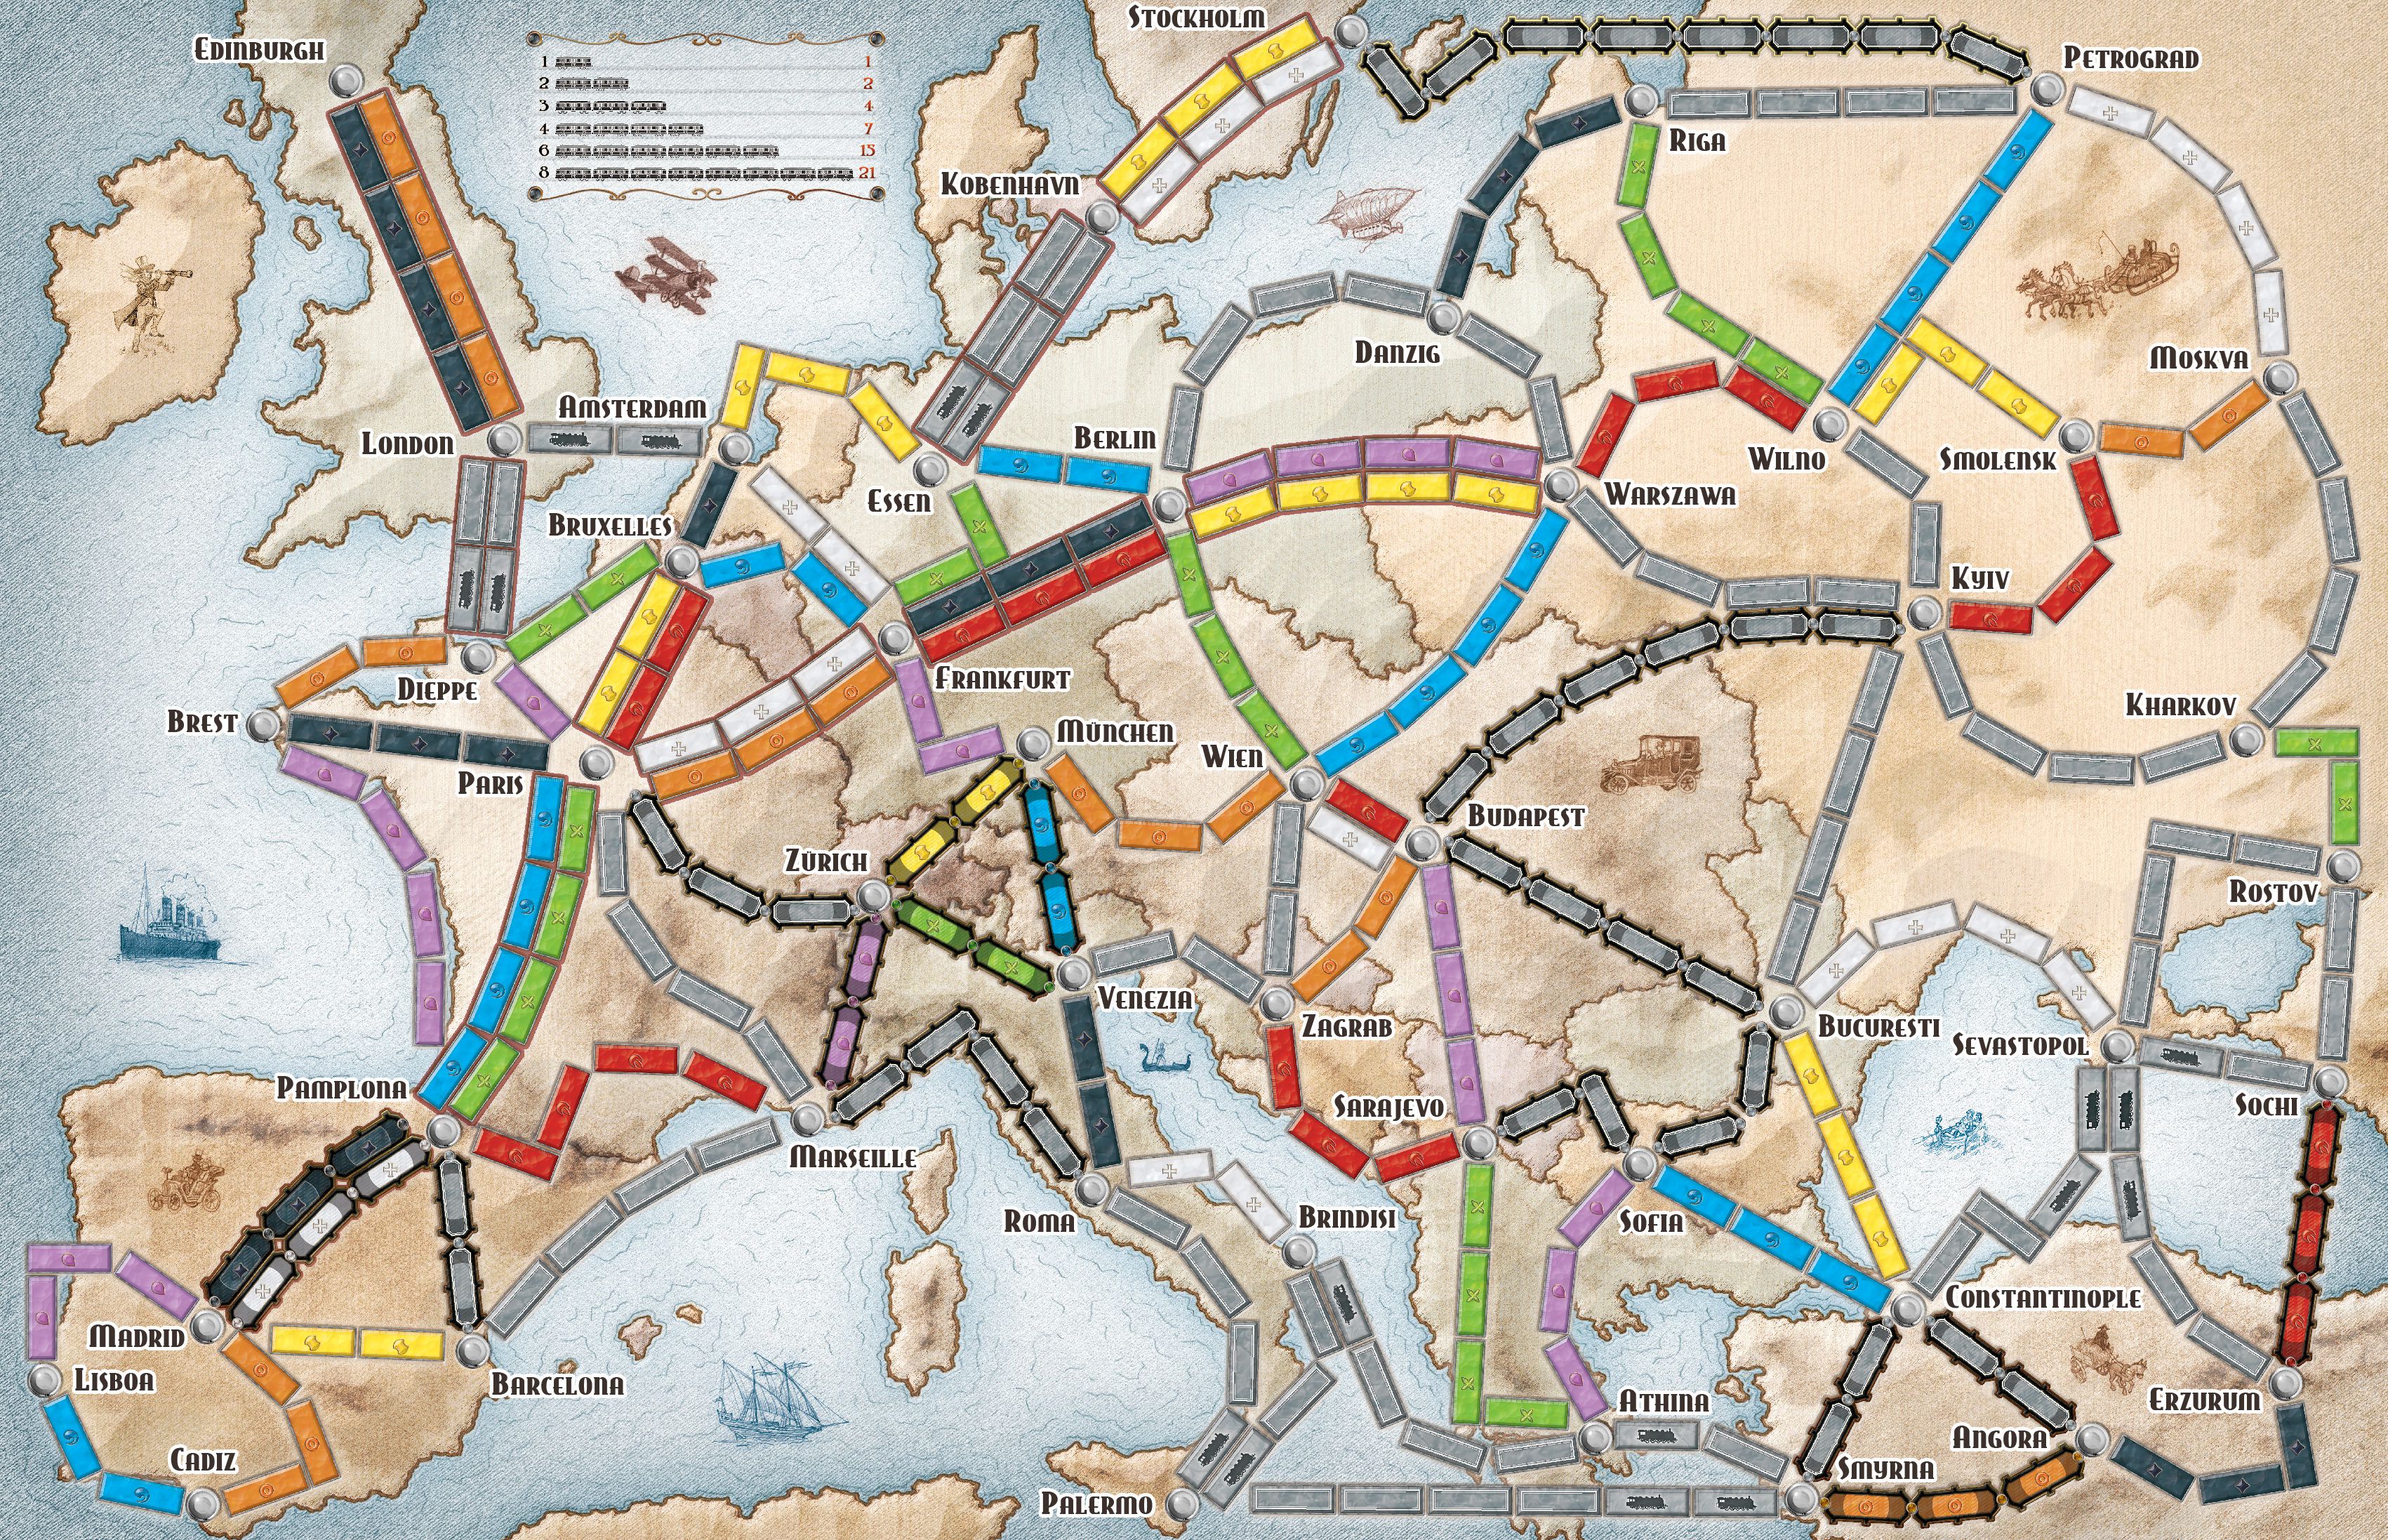 EDINBURGH
STOCKHOLM
PETROGRAD
1 1
2 2
3 4
4 7
6 15
8 21
KOBENHAVN
RIGA
DANZIG
MOSKVA
AMSTERDAM
LONDON
BERLIN
WILNO
SMOLENSK
ESSEN
WARSZAWA
BRUXELLES
KYIV
DIEPPE
FRANKFURT
BREST
KHARKOV
MÜNCHEN
WIEN
PARIS
BUDAPEST
ZÜRICH
ROSTOV
VENEZIA
ZAGRAB
BUCURESTI
SEVASTOPOL
PAMPLONA
SARAJEVO
SOCHI
MARSEILLE
ROMA
BRINDISI
SOFIA
CONSTANTINOPLE
MADRID
LISBOA
BARCELONA
ATHINA
ERZURUM
CADIZ
ANGORA
SMYRNA
PALERMO